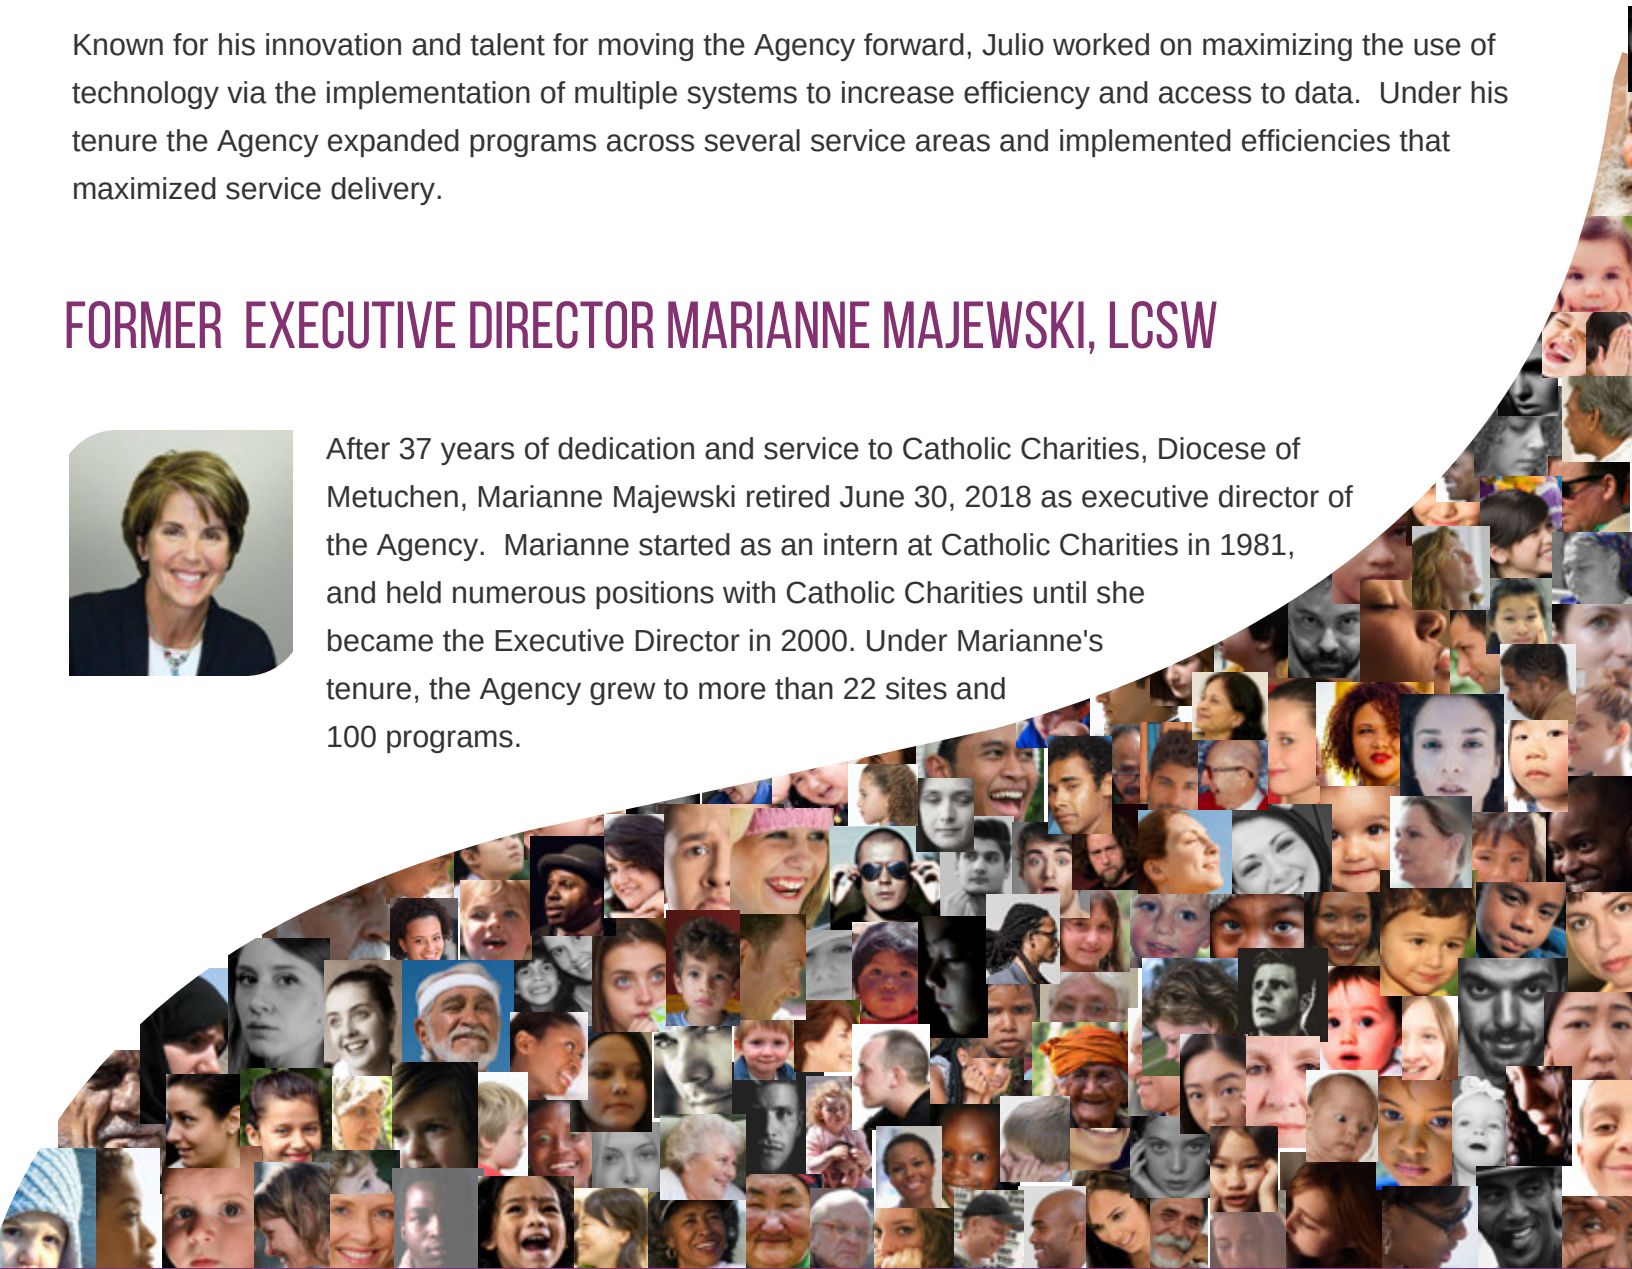 Known for his innovation and talent for moving the Agency forward, Julio worked on maximizing the use of
technology via the implementation of multiple systems to increase efficiency and access to data.  Under his
tenure the Agency expanded programs across several service areas and implemented efficiencies that
maximized service delivery.
FORMER  EXECUTIVE DIRECTOR MARIANNE MAJEWSKI, LCSW
After 37 years of dedication and service to Catholic Charities, Diocese of
Metuchen, Marianne Majewski retired June 30, 2018 as executive director of
the Agency.  Marianne started as an intern at Catholic Charities in 1981,
and held numerous positions with Catholic Charities until she
became the Executive Director in 2000. Under Marianne's
tenure, the Agency grew to more than 22 sites and
100 programs.